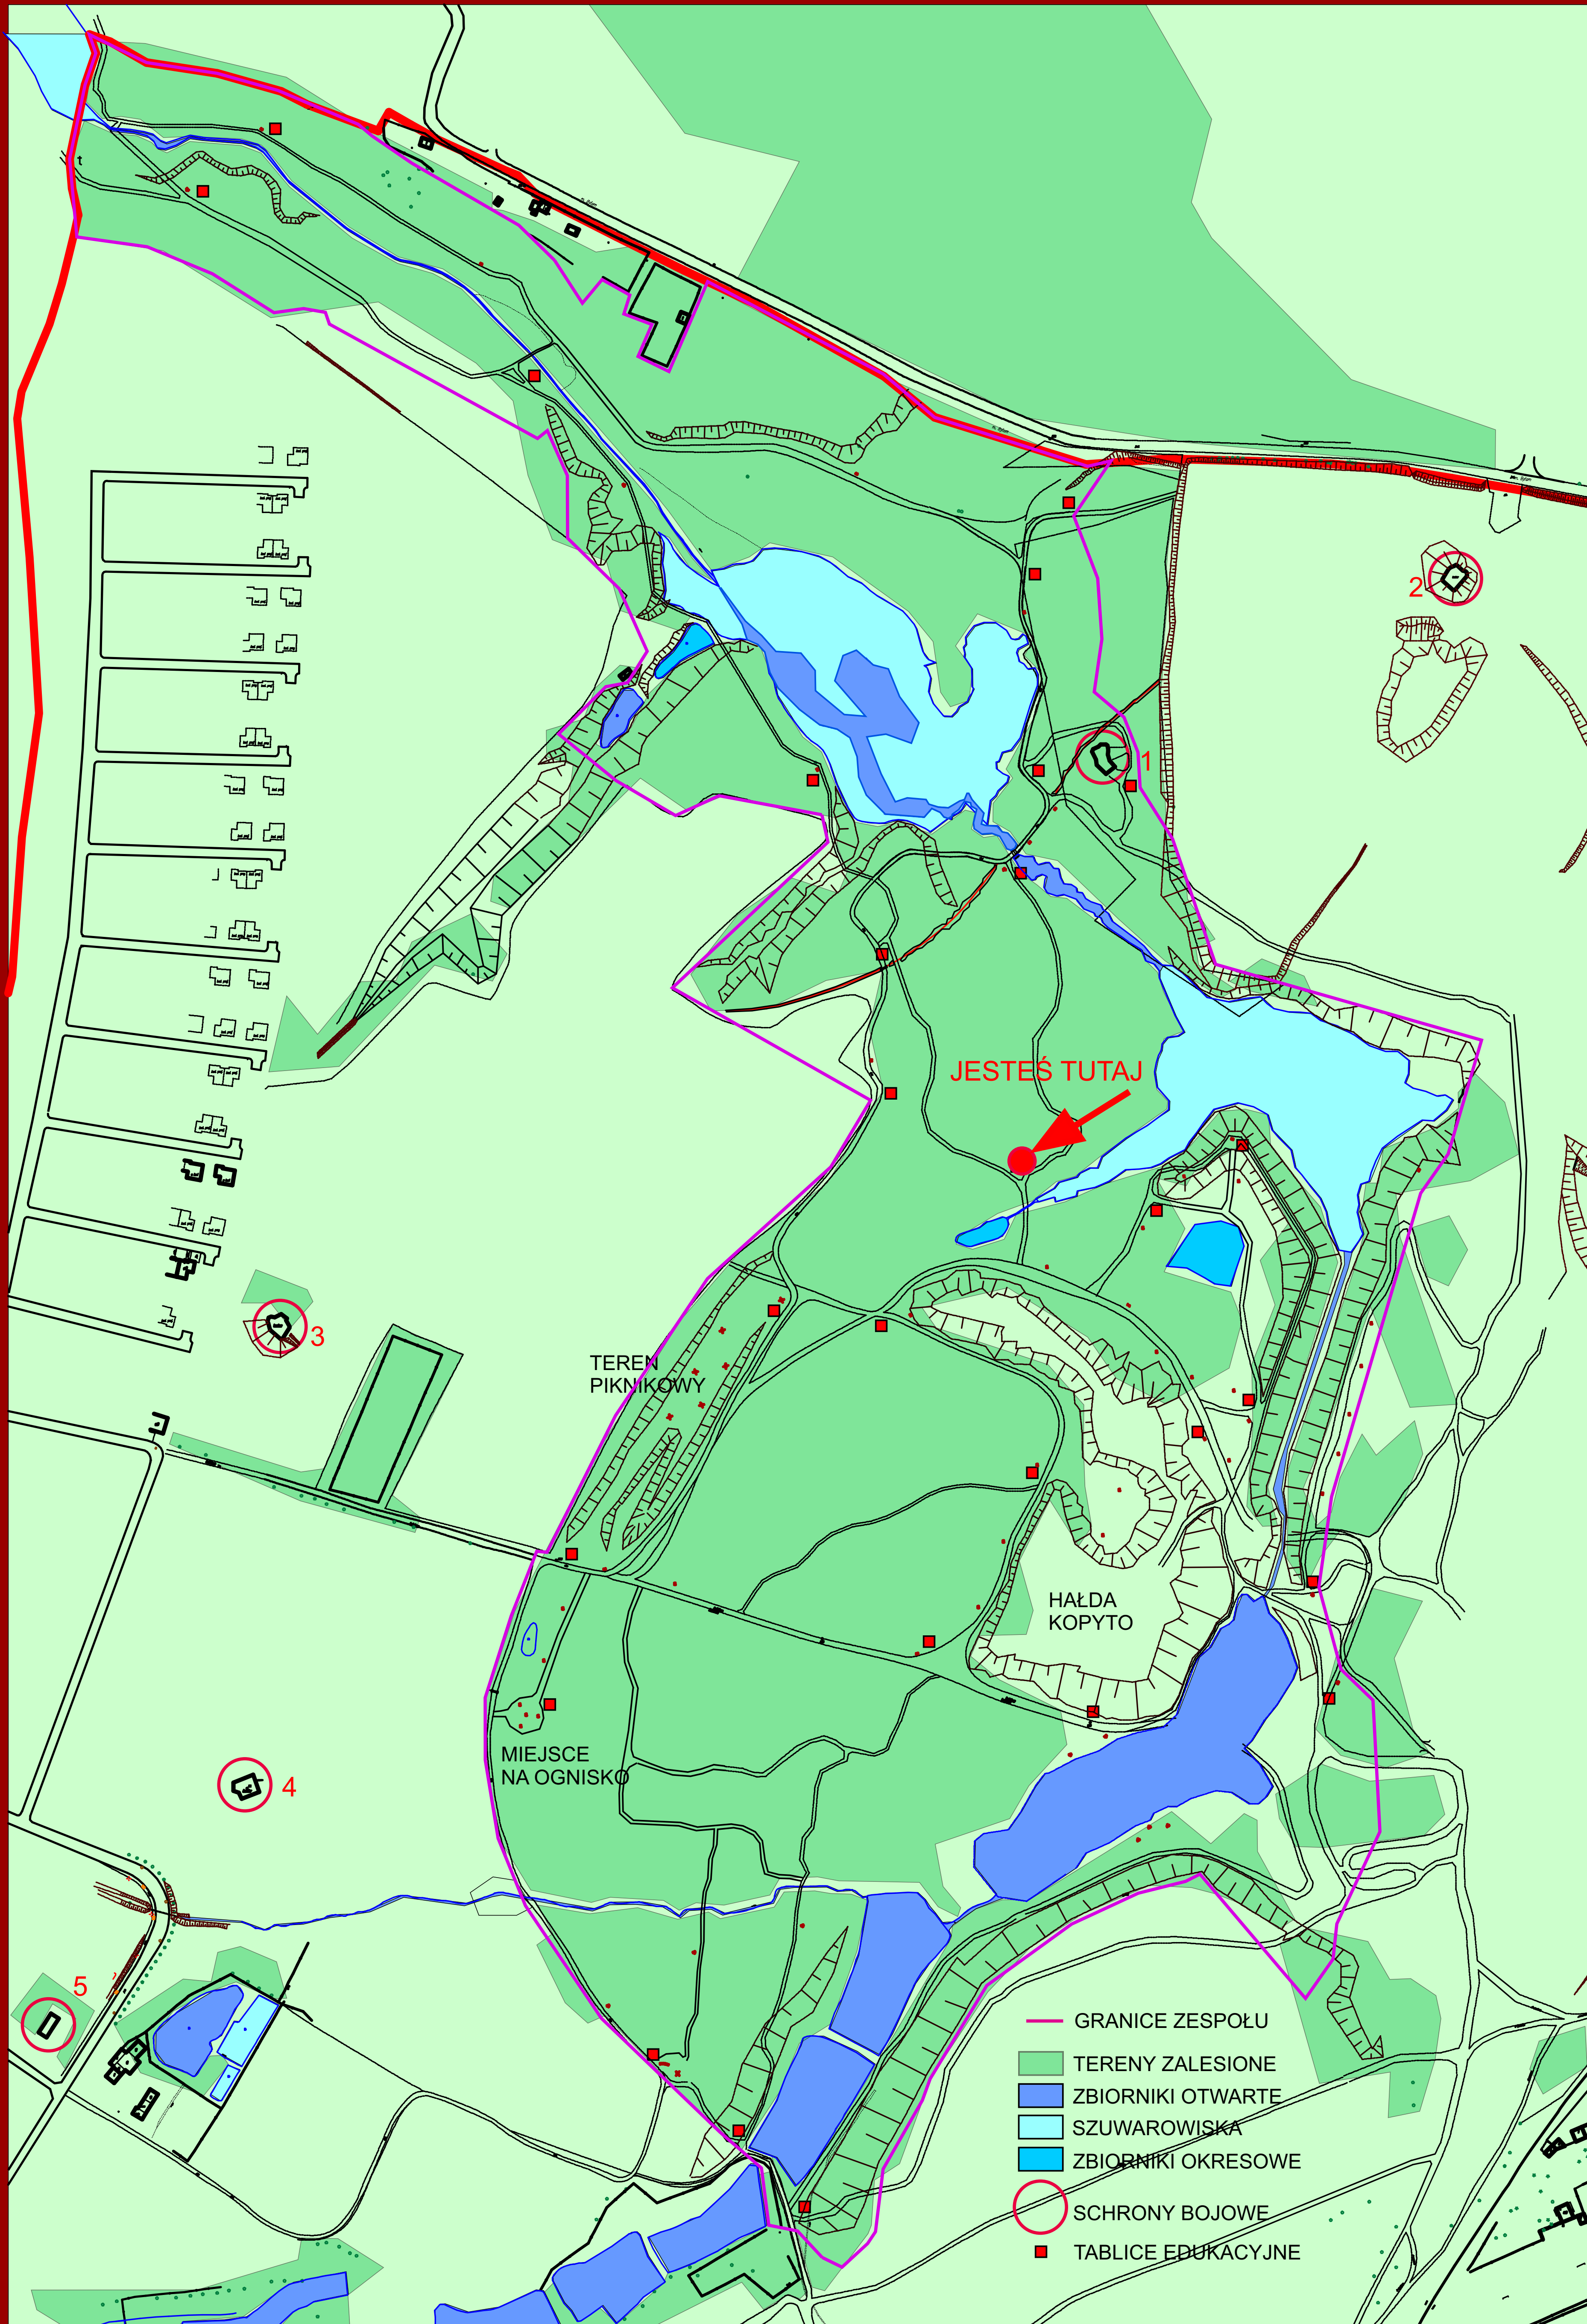 2
1
JESTEŚ TUTAJ
3
TEREN
PIKNIKOWY
HAŁDA
KOPYTO
MIEJSCE
NA OGNISKO
4
5
GRANICE ZESPOŁU
TERENY ZALESIONE
ZBIORNIKI OTWARTE
SZUWAROWISKA
ZBIORNIKI OKRESOWE
SCHRONY BOJOWE
TABLICE EDUKACYJNE